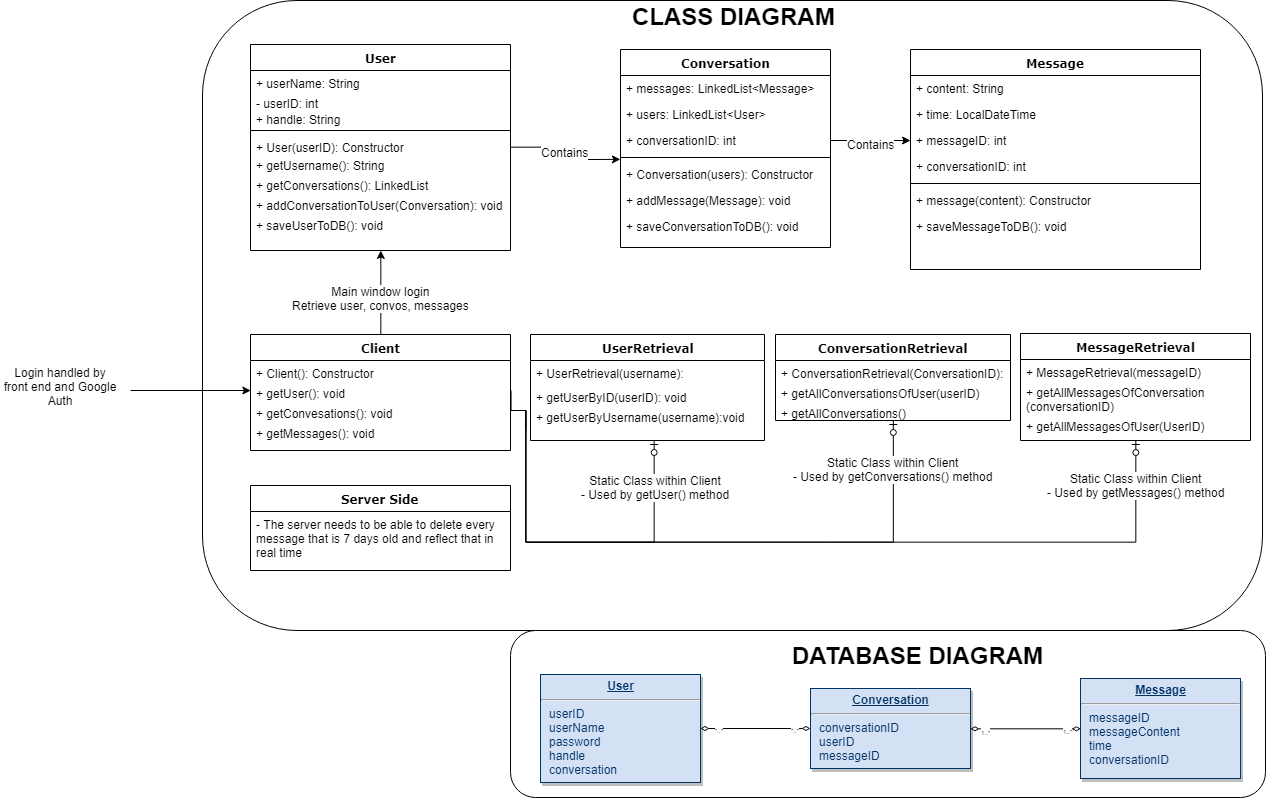 CLASS DIAGRAM
User
+ userName: String
- userID: int
+ handle: String
+ User(userID): Constructor
+ getUsername(): String
+ getConversations(): LinkedList
+ addConversationToUser(Conversation): void
+ saveUserToDB(): void
Contains
Conversation
+ messages: LinkedList<Message>
+ users: LinkedList<User>
+ conversationID: int
+ Conversation(users): Constructor
+ addMessage(Message): void
+ saveConversationToDB(): void
Contains
Message
+ content: String
+ time: LocalDateTime
+ messageID: int
+ conversationID: int
+ message(content): Constructor
+ saveMessageToDB(): void
Main window login
Retrieve user, convos, messages
Login handled by
front end and Google
Auth
Client
+ Client(): Constructor
+ getUser(): void
+ getConvesations(): void
+ getMessages(): void
UserRetrieval
+ UserRetrieval(username):
+ getUserByID(userID): void
+ getUserByUsername(username):void
ConversationRetrieval
+ ConversationRetrieval(ConversationID):
+ getAllConversationsOfUser(userID)
+ getAllConversations()
MessageRetrieval
+ MessageRetrieval(messageID)
+ getAllMessagesOfConversation
(conversationID)
+ getAllMessagesOfUser(UserID)
Static Class within Client
- Used by getUser() method
Static Class within Client
- Used by getConversations() method
Static Class within Client
- Used by getMessages() method
Server Side
- The server needs to be able to delete every
message that is 7 days old and reflect that in
real time
DATABASE DIAGRAM
User
userID
userName
password
handle
conversation
Conversation
conversationID
userID
messageID
Message
messageID
messageContent
time
conversationID